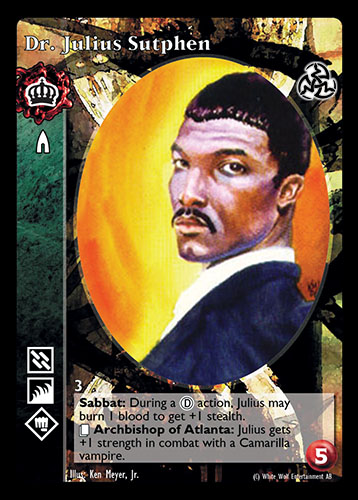 Dr. Julius Sutphen
3
Sabbat: During a Ⓓ action, Julius may
burn 1 blood to get +1 stealth.
Archbishop of Atlanta: Julius gets
+1 strength in combat with a Camarilla
vampire.
5
Illus: Ken Meyer, Jr.
(C) White Wolf Entertainment AB